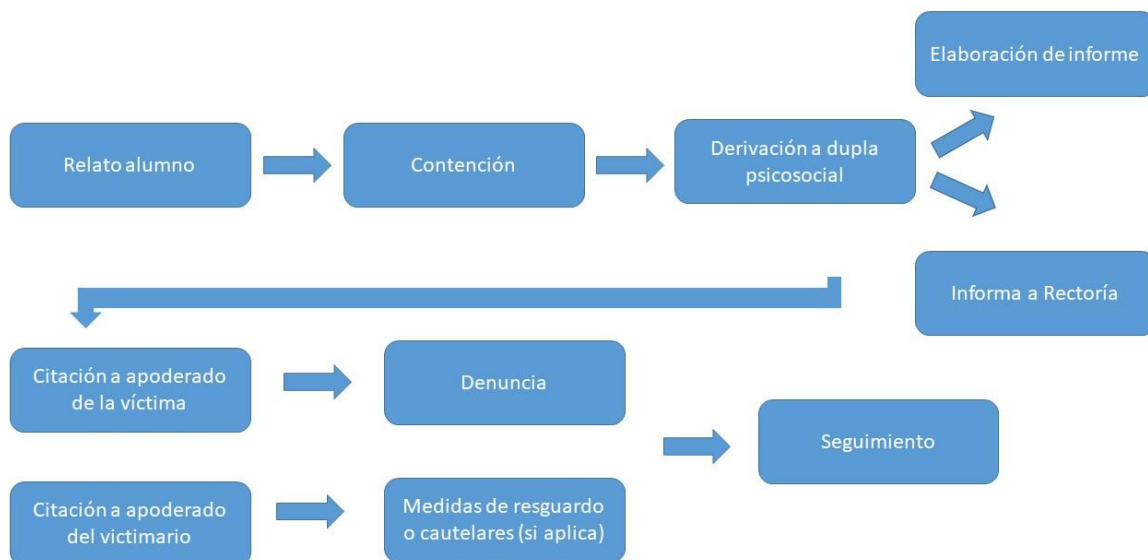 Elaboración de informe
Relato alumno
Contención
Derivación a dupla
psicosocial
Informa a Rectoría
Citación a apoderado
de la víctima
Denuncia
Seguimiento
Citación a apoderado
del victimario
Medidas de resguardo
o cautelares (si aplica)